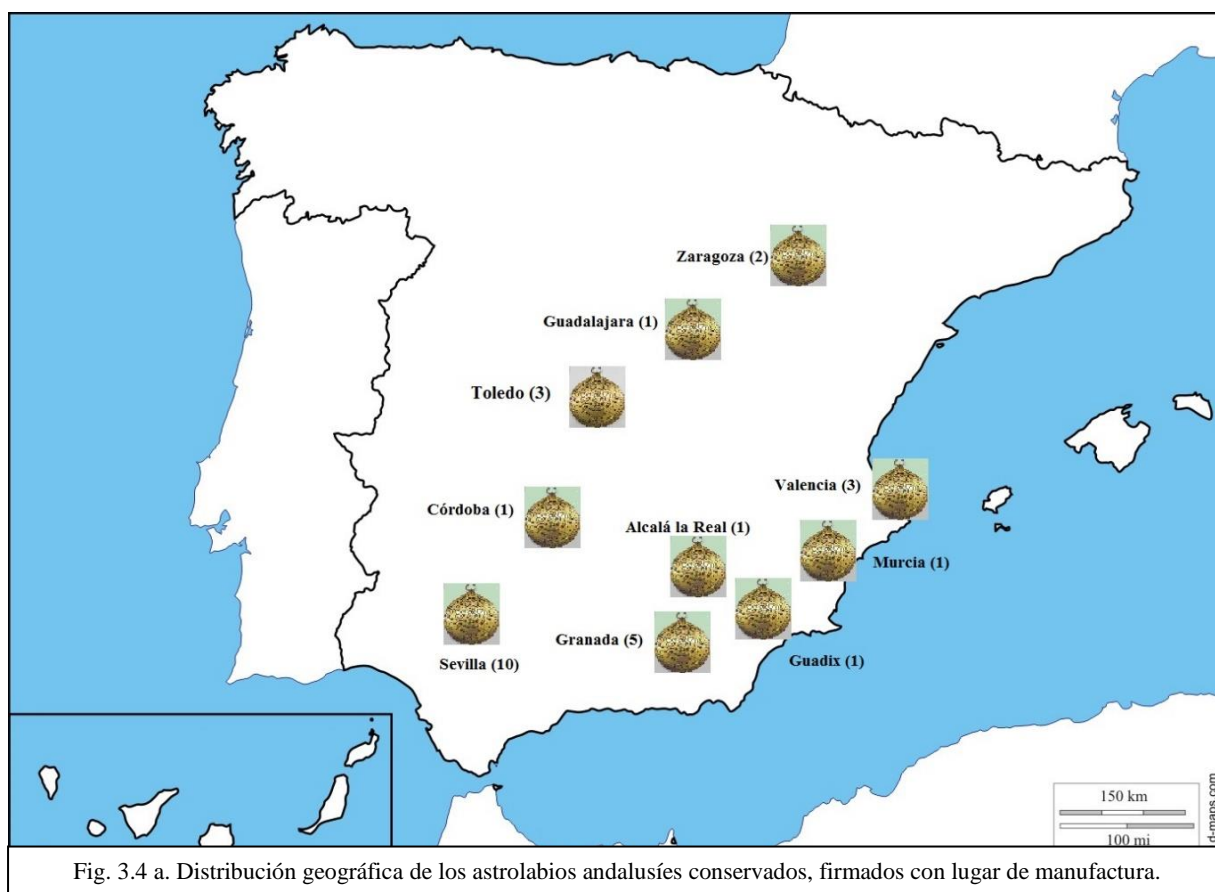 Zaragoza (2)
Guadalajara (1)
Toledo (3)
Valencia (3)
Córdoba (1)
Alcalá la Real (1)
Murcia (1)
Granada (5)
Guadix (1)
Sevilla (10)
150 km
100 mi
d-maps.com
Fig. 3.4 a. Distribución geográfica de los astrolabios andalusíes conservados, firmados con lugar de manufactura.